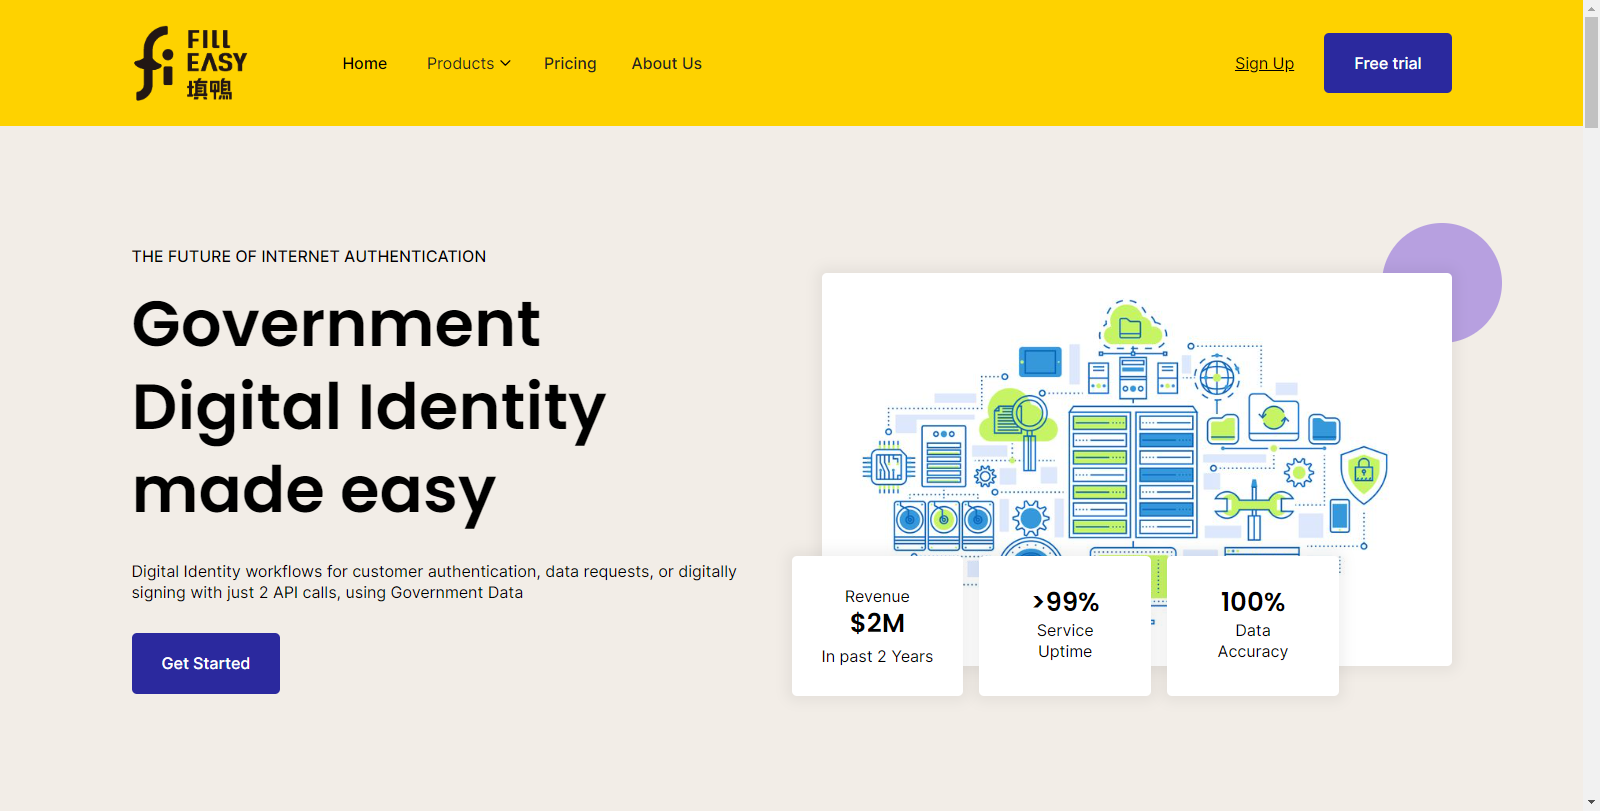 FILL
EASY
填鴨
Home
Products
Pricing
About Us
Sign Up
Free trial
THE FUTURE OF INTERNET AUTHENTICATION
Government
Digital Identity
made easy
Digital Identity workflows for customer authentication, data requests, or digitally
signing with just 2 API calls, using Government Data
Get Started
Revenue
$2M
In past 2 Years
>99%
Service
Uptime
100%
Data
Accuracy